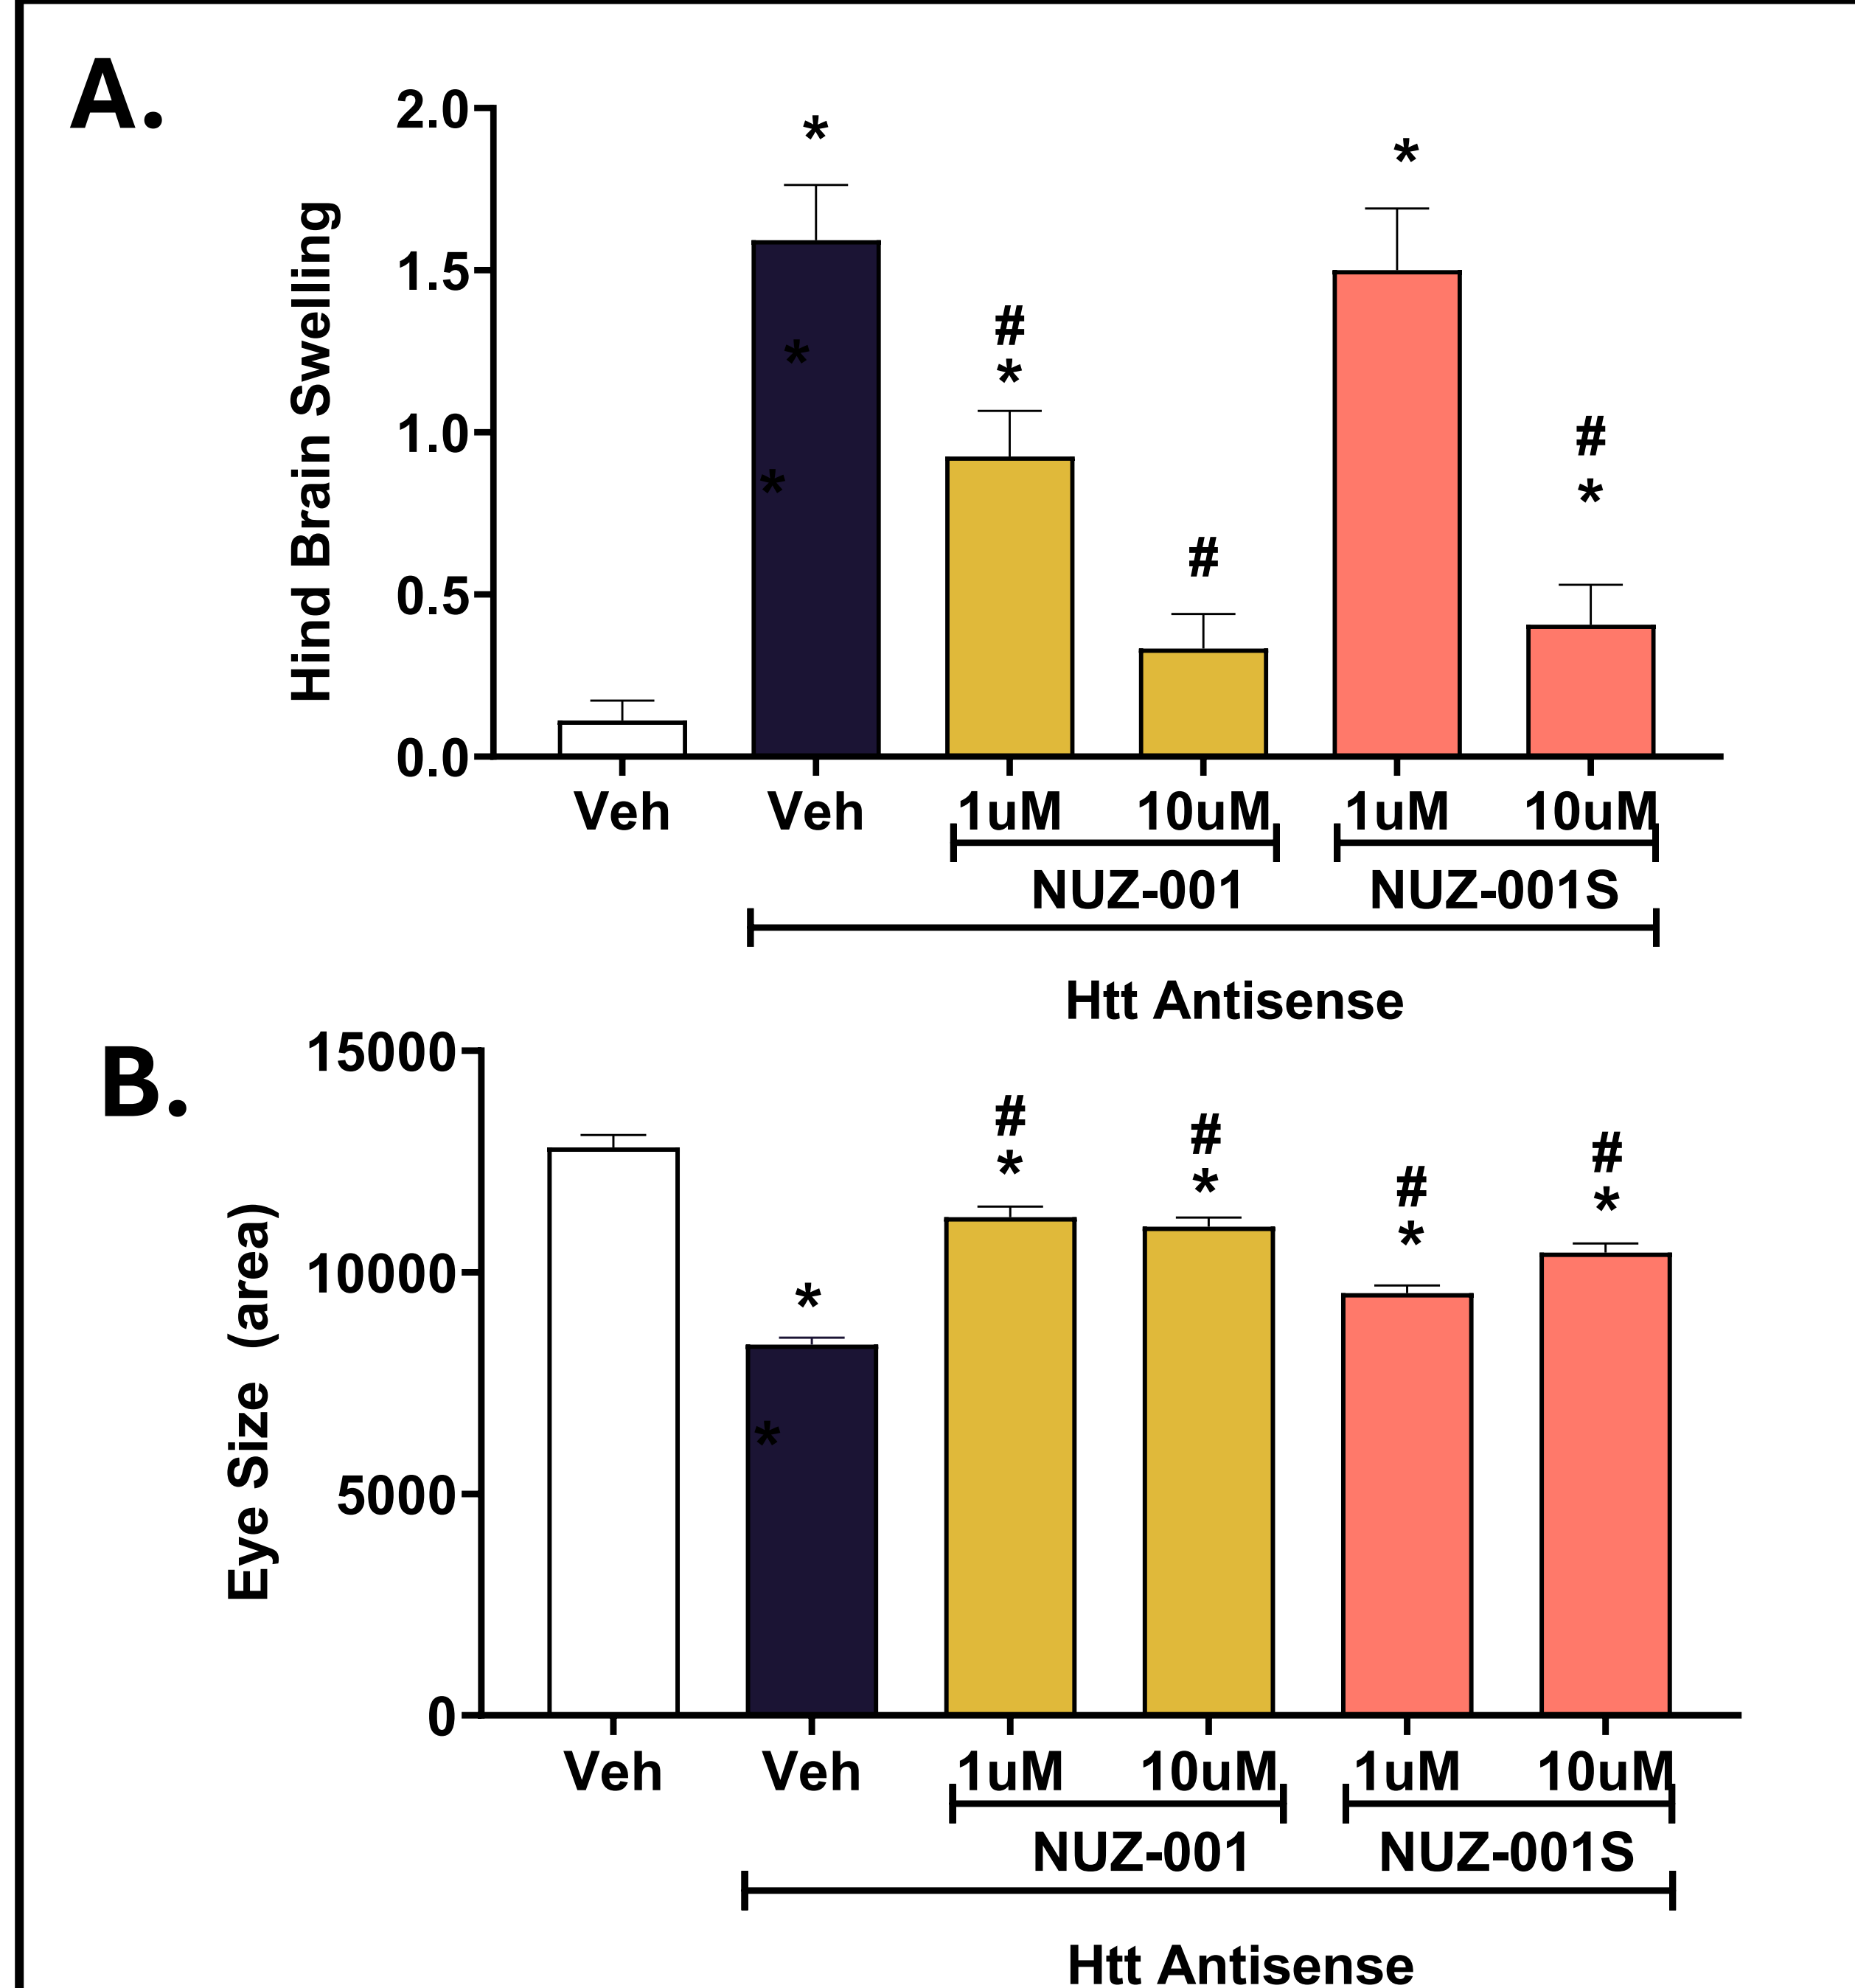 A.
Hind Brain Swelling
2.0
1.5
1.0
0.5
0.0
*
*
*
#
*
#
*
#
*
Veh Veh 1uM 10uM 1uM 10uM
NUZ-001 NUZ-001S
Htt Antisense
B.
Eye Size (area)
15000
10000
5000
0
*
*
#
*
#
*
#
*
#
*
Veh Veh 1uM 10uM 1uM 10uM
NUZ-001 NUZ-001S
Htt Antisense